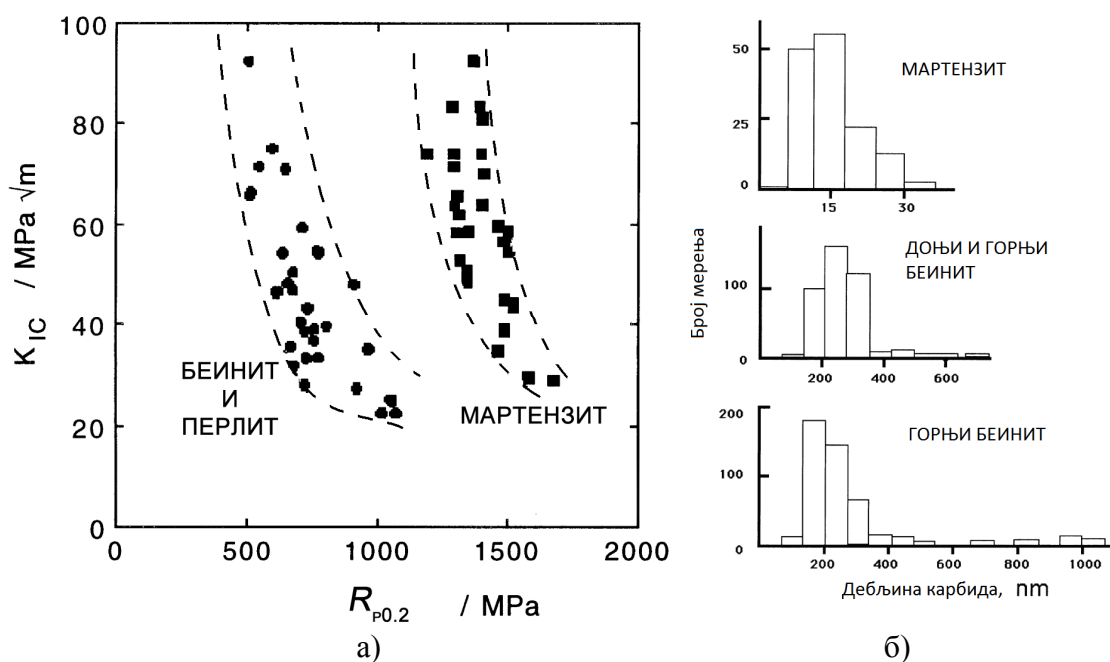 100
80
60
40
20
0
K_IC / MPa √m
БЕИНИТ
И
ПЕРЛИТ
МАРТЕНЗИТ
0 500 1000 1500 2000
R_P0.2 / MPa
а)
50
25
0
МАРТЕНЗИТ
15 30
Број мерења
100
0
ДОЊИ И ГОРЊИ
БЕИНИТ
200 400 600
200
100
0
ГОРЊИ БЕИНИТ
200 400 600 800 1000
Дебљина карбида, nm
б)